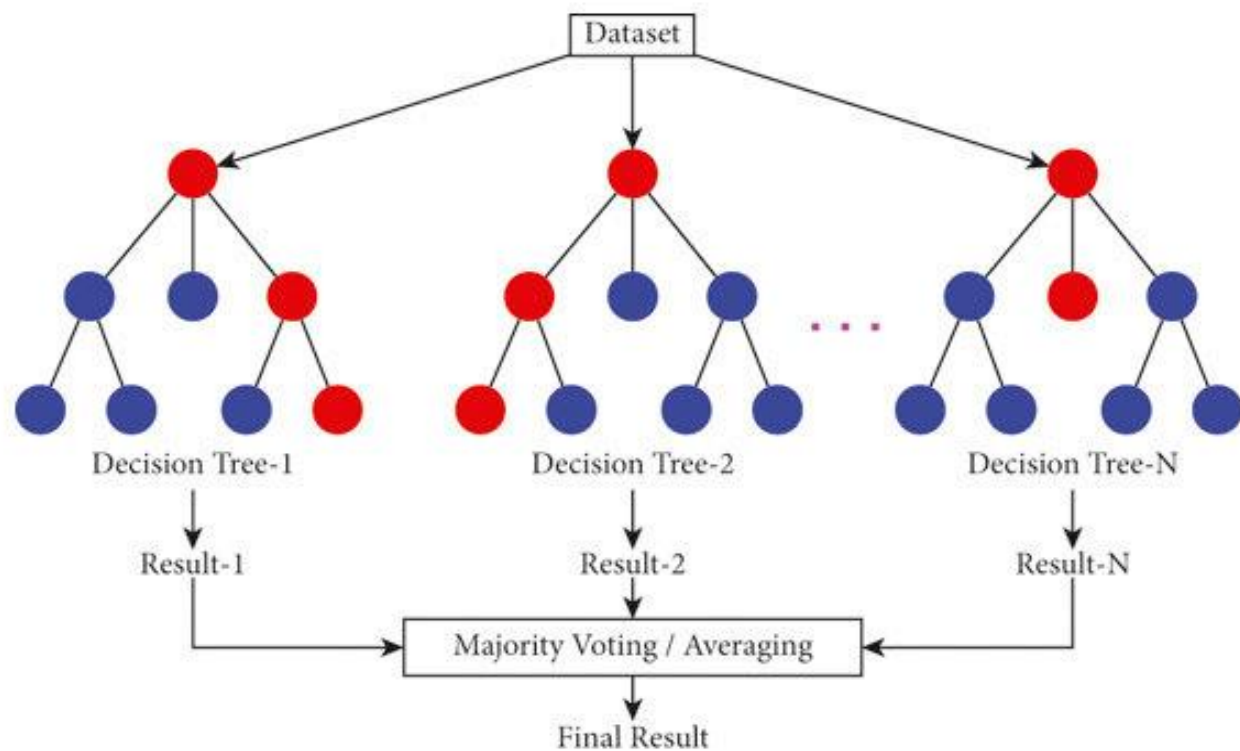 Dataset
Decision Tree-1
Decision Tree-2
Decision Tree-N
Result-1
Result-2
Result-N
Majority Voting / Averaging
Final Result